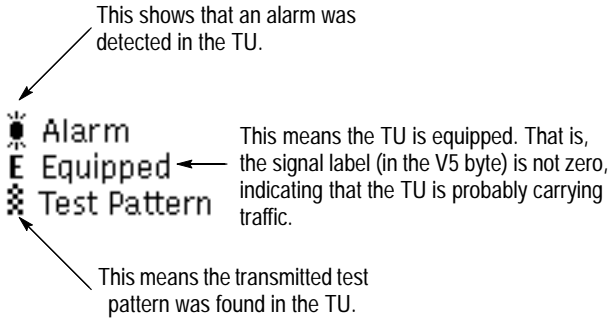 This shows that an alarm was
detected in the TU.
Alarm
E Equipped
Test Pattern
This means the TU is equipped. That is,
the signal label (in the V5 byte) is not zero,
indicating that the TU is probably carrying
traffic.
This means the transmitted test
pattern was found in the TU.